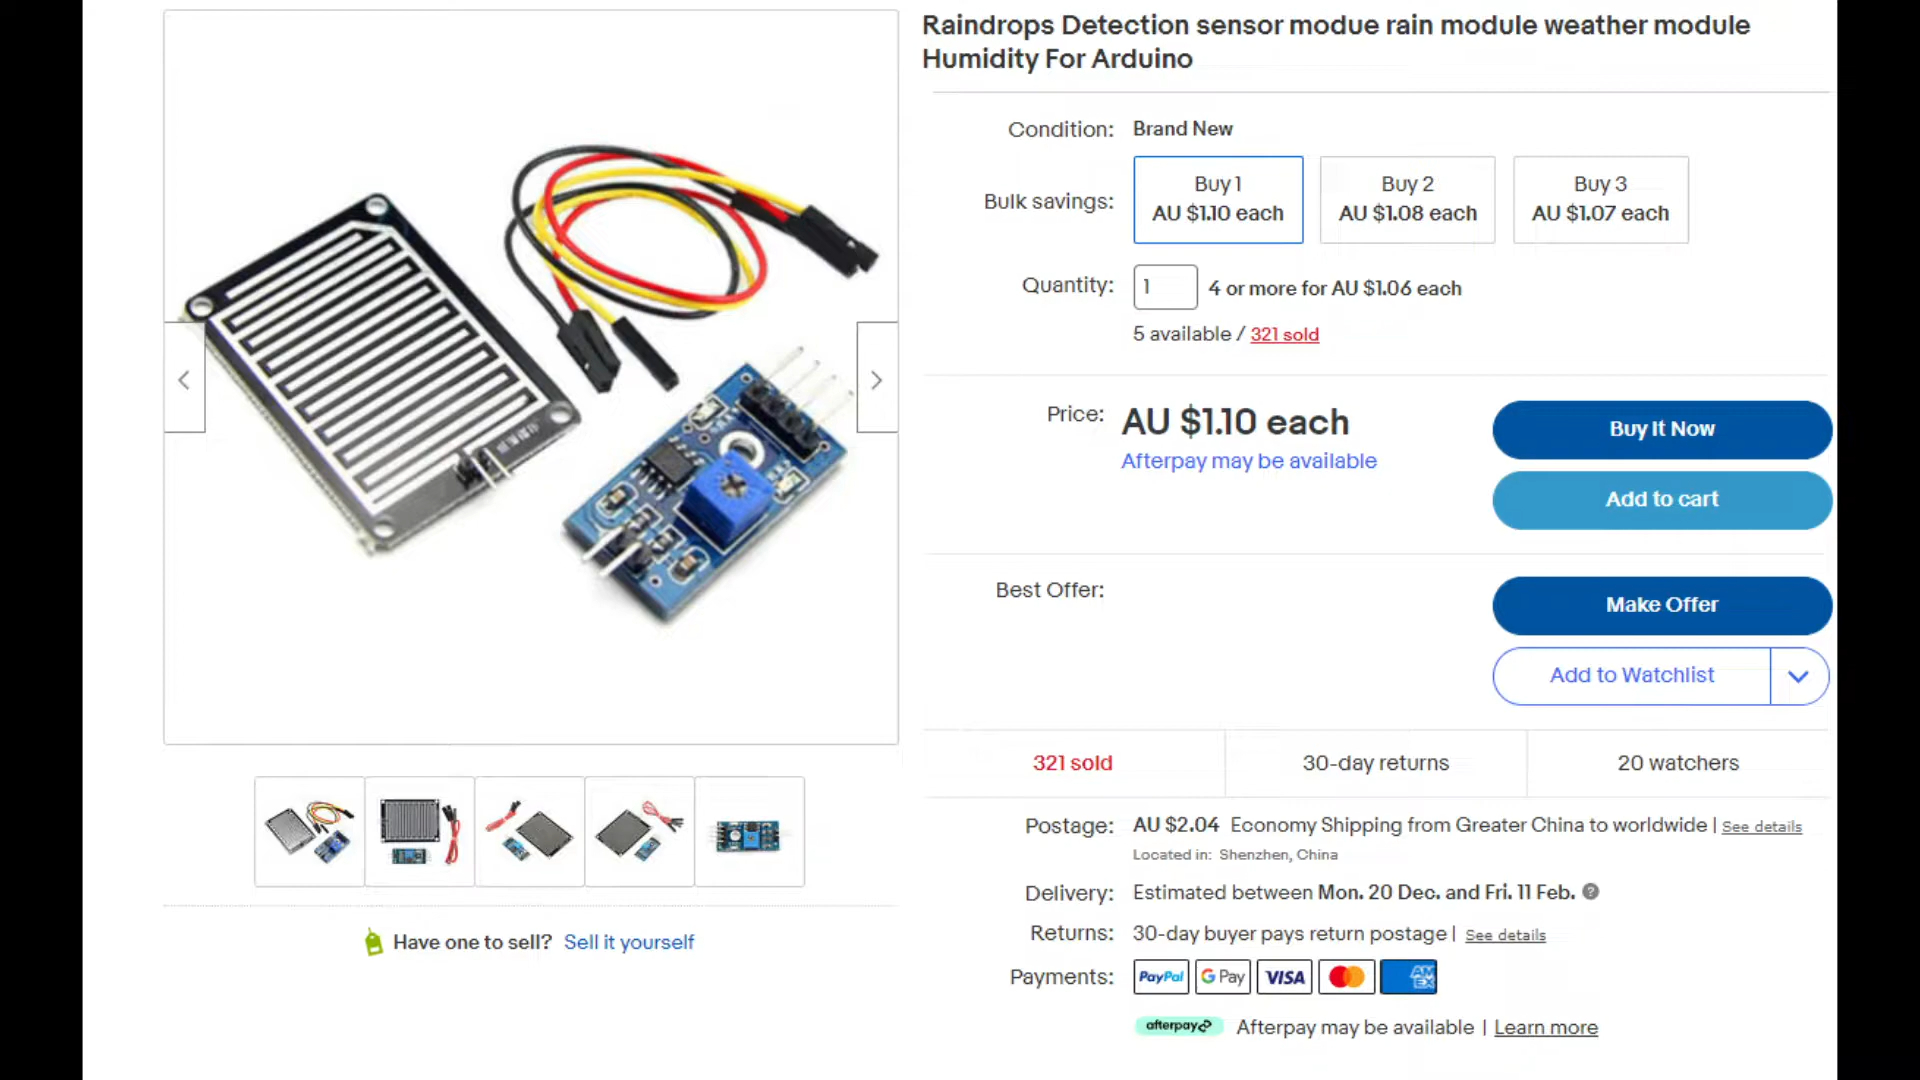 Raindrops Detection sensor modue rain module weather module
Humidity For Arduino
Condition: Brand New
Bulk savings:
Buy 1
AU $1.10 each
Buy 2
AU $1.08 each
Buy 3
AU $1.07 each
Quantity: 1 4 or more for AU $1.06 each
5 available / 321 sold
Price: AU $1.10 each
Afterpay may be available
Buy It Now
Add to cart
Best Offer:
Make Offer
Add to Watchlist
321 sold
30-day returns
20 watchers
Postage: AU $2.04 Economy Shipping from Greater China to worldwide | See details
Located in: Shenzhen, China
Delivery: Estimated between Mon. 20 Dec. and Fri. 11 Feb. ?
Returns: 30-day buyer pays return postage | See details
Payments: PayPal G Pay VISA AM EX
afterpay Afterpay may be available | Learn more
Have one to sell? Sell it yourself